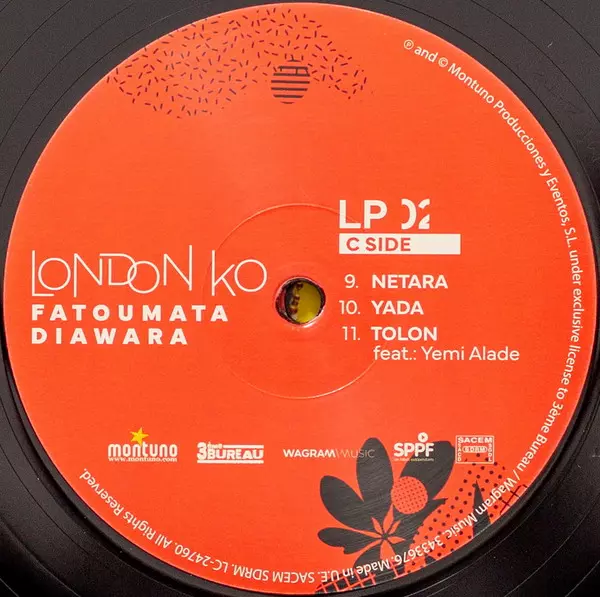 ℗ and © Montuno Producciones y Eventos, S.L. under exclusive license to 3ème Bureau / Wagram Music 3433676. Made in U.E. SACEM SDRM. LC-24760. All Rights Reserved.
LP 02
C SIDE
LONDON KO
FATOUMATA
DIAWARA
9. NETARA
10. YADA
11. TOLON
feat.: Yemi Alade
montuno
www.montuno.com
3ème BUREAU
WAGRAM MUSIC
SPPF
SACEM
SDRM